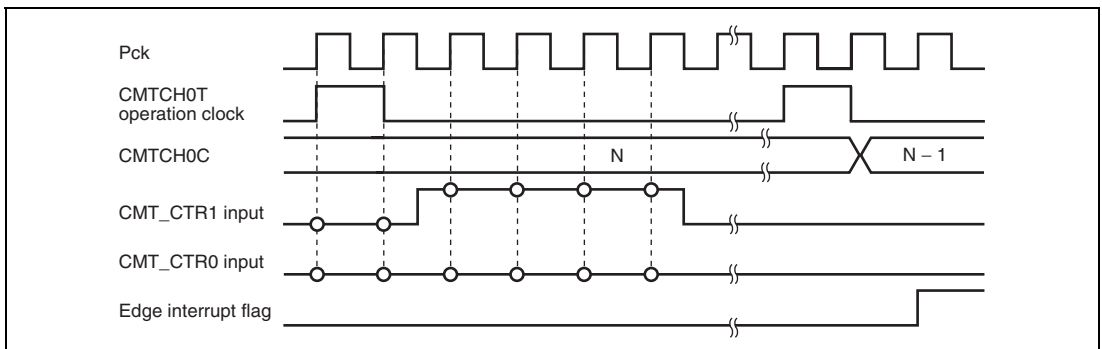 Pck
CMTCH0T
operation clock
CMTCH0C
N
N – 1
CMT_CTR1 input
CMT_CTR0 input
Edge interrupt flag